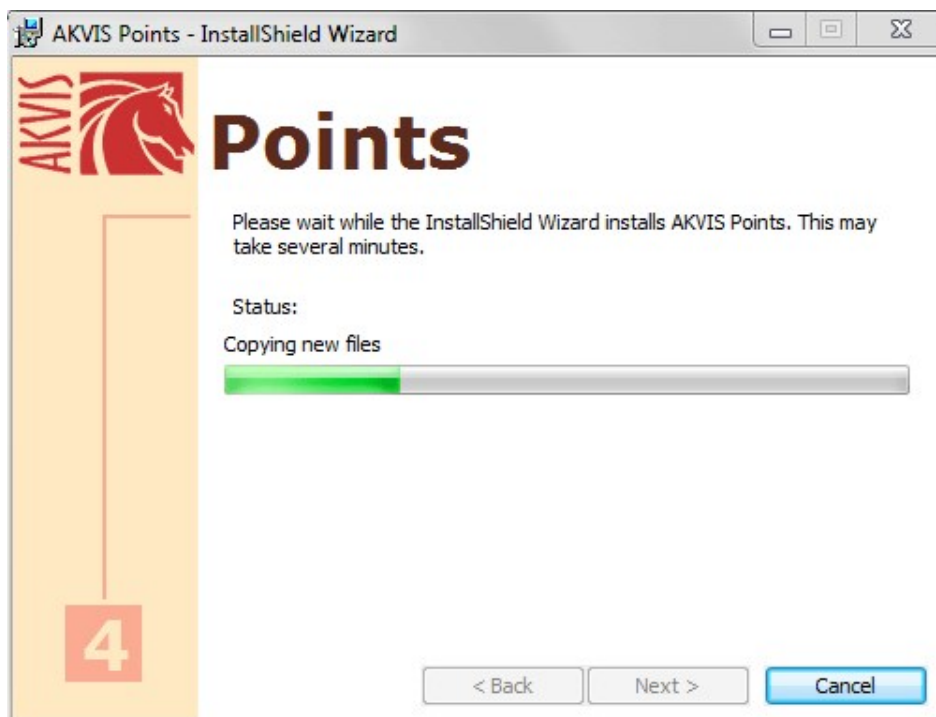 AKVIS Points - InstallShield Wizard
AKVIS
Points
Please wait while the InstallShield Wizard installs AKVIS Points. This may
take several minutes.
Status:
Copying new files
4
< Back
Next >
Cancel